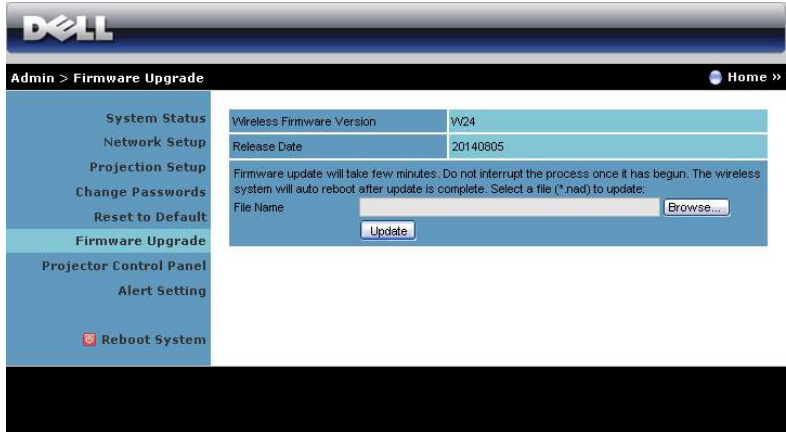 DELL
Admin > Firmware Upgrade
Home »
System Status
Network Setup
Projection Setup
Change Passwords
Reset to Default
Firmware Upgrade
Projector Control Panel
Alert Setting
Reboot System
Wireless Firmware Version W24
Release Date 20140805
Firmware update will take few minutes. Do not interrupt the process once it has begun. The wireless
system will auto reboot after update is complete. Select a file (*.nad) to update:
File Name Browse...
Update